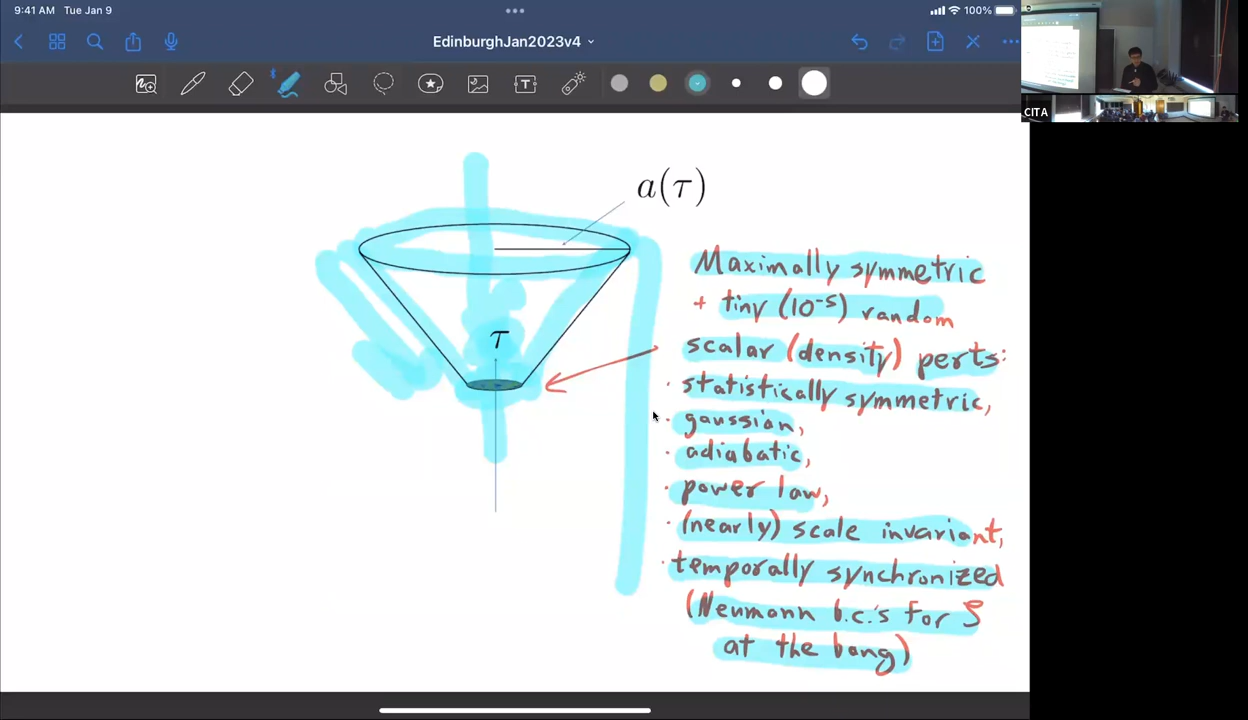 9:41 AM Tue Jan 9
100%
EdinburghJan2023v4
CITA
a(τ)
τ
Maximally symmetric
+ tiny (10⁻⁵) random
scalar (density) perts:
· statistically symmetric,
· gaussian,
· adiabatic,
· power law,
· (nearly) scale invariant,
· temporally synchronized
(Neumann b.c.'s for ζ
at the bang)